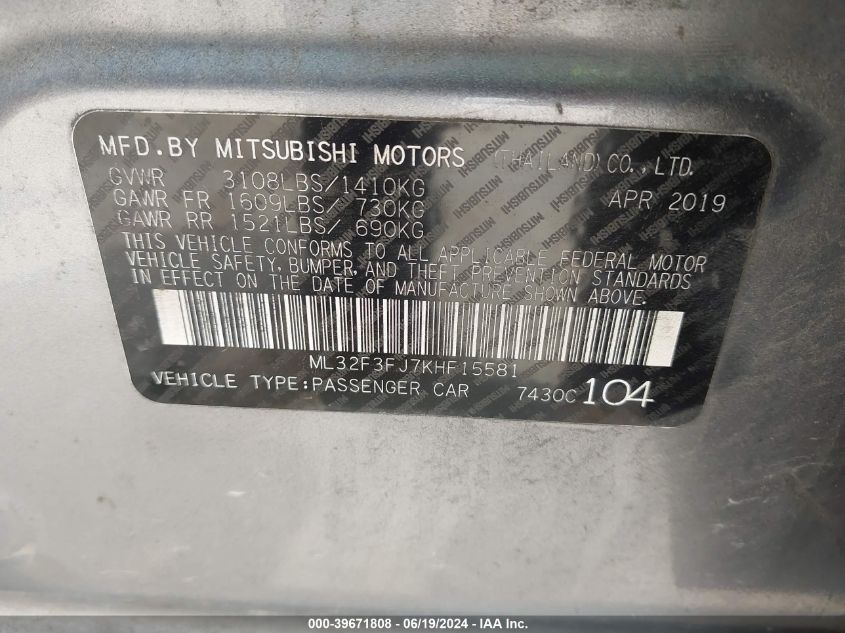 MFD.BY MITSUBISHI MOTORS (THAILAND)CO.,LTD.
GVWR 3108LBS/1410KG APR 2019
GAWR FR 1609LBS/ 730KG
GAWR RR 1521LBS/ 690KG
THIS VEHICLE CONFORMS TO ALL APPLICABLE FEDERAL MOTOR
VEHICLE SAFETY, BUMPER, AND THEFT PREVENTION STANDARDS
IN EFFECT ON THE DATE OF MANUFACTURE SHOWN ABOVE.
ML32F3FJ7KHF15581
VEHICLE TYPE:PASSENGER CAR 7430C 104
000-39671808 - 06/19/2024 - IAA Inc.